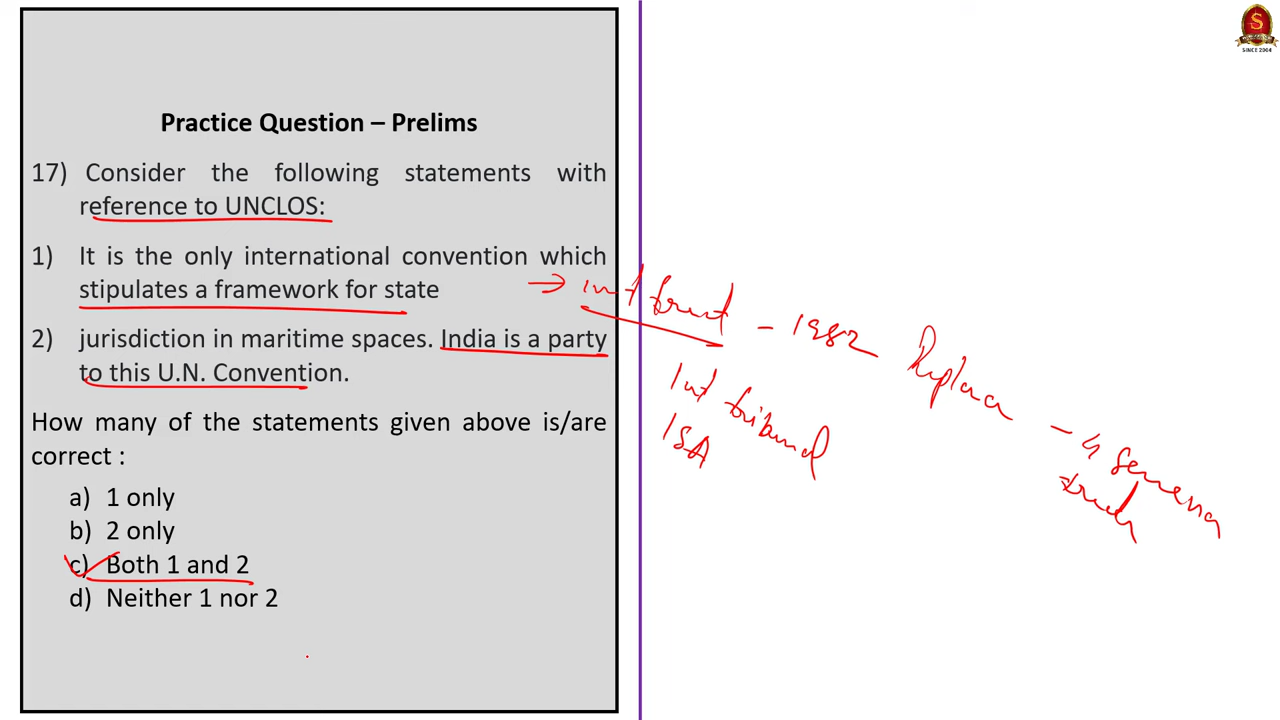 Practice Question – Prelims
17) Consider the following statements with
reference to UNCLOS:
1) It is the only international convention which
stipulates a framework for state
2) jurisdiction in maritime spaces. India is a party
to this U.N. Convention.
How many of the statements given above is/are
correct :
a) 1 only
b) 2 only
c) Both 1 and 2
d) Neither 1 nor 2
→ int – 1982
Int tribunal
ISA
S
SINCE 2004